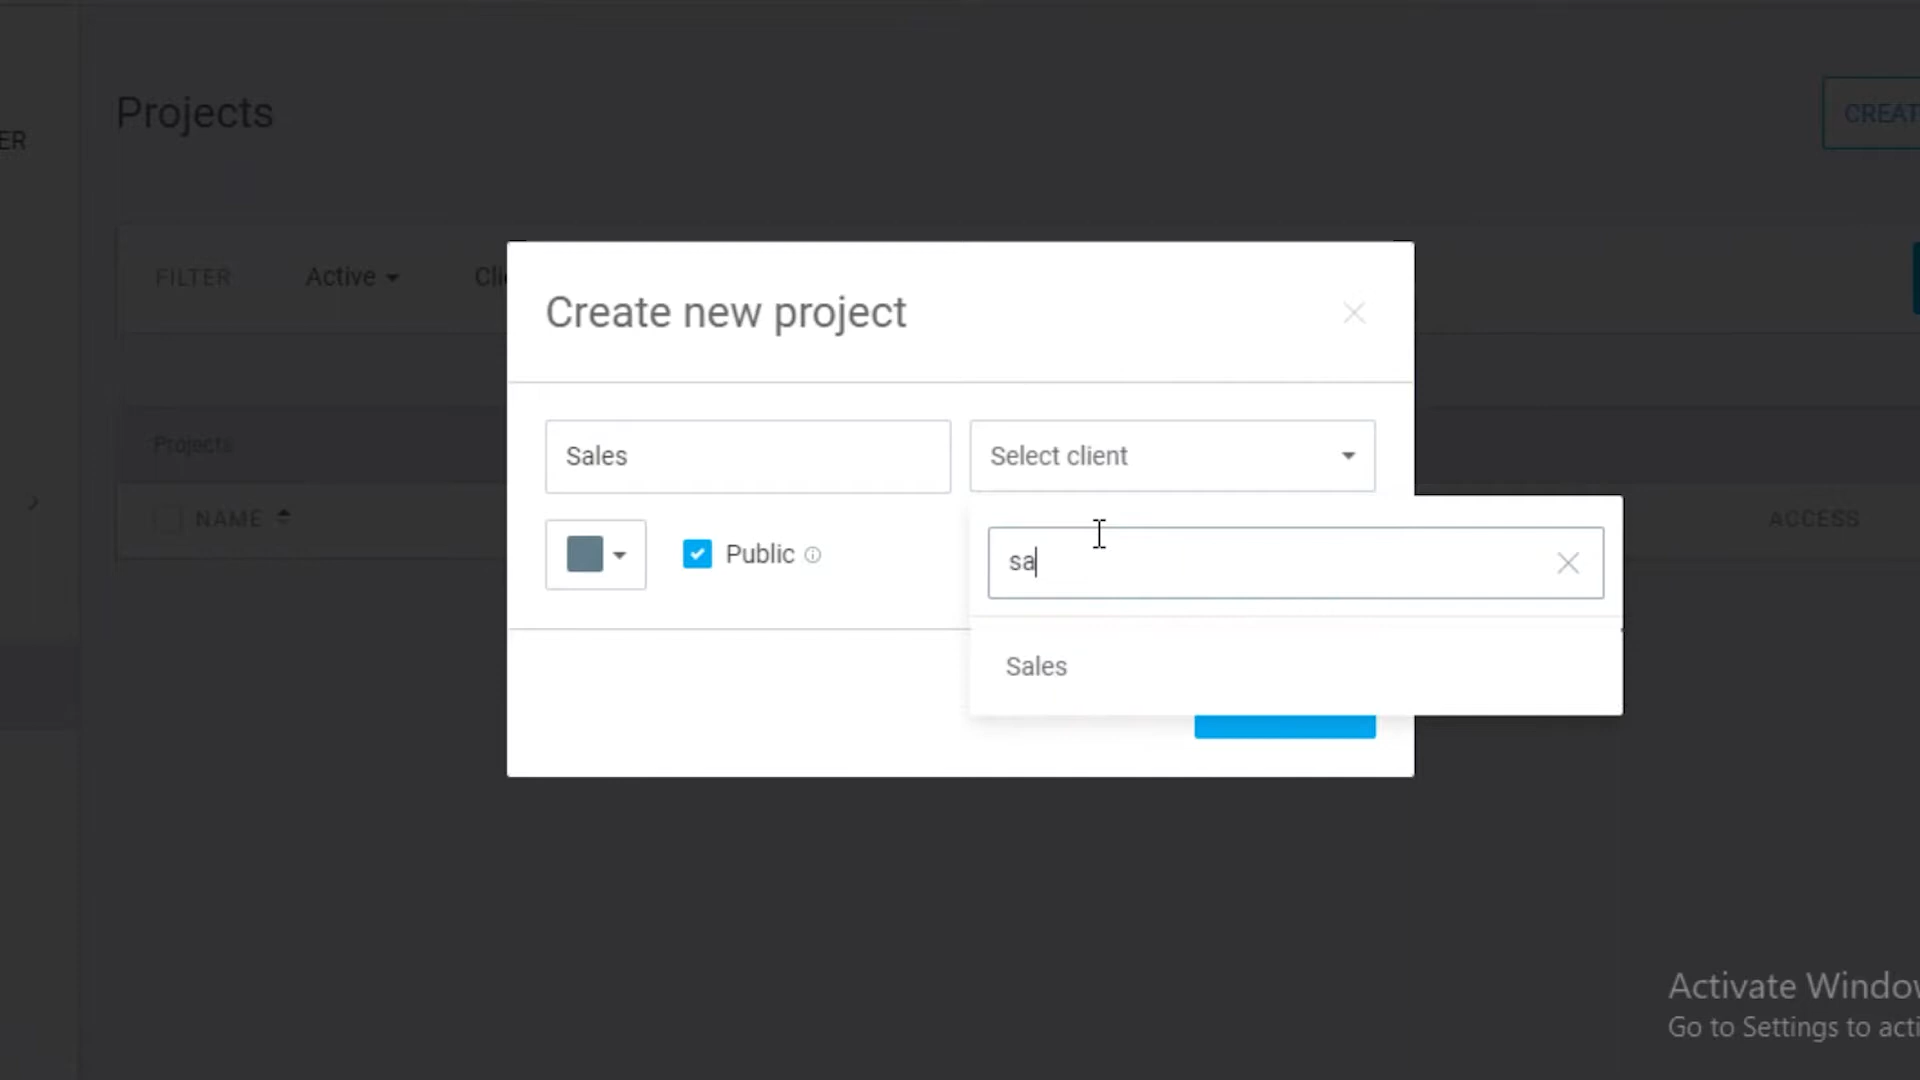 Projects
CREAT
ER
FILTER
Active
Cli
Create new project
Sales
Select client
Projects
NAME
ACCESS
Public
sa
Sales
Activate Window
Go to Settings to acti